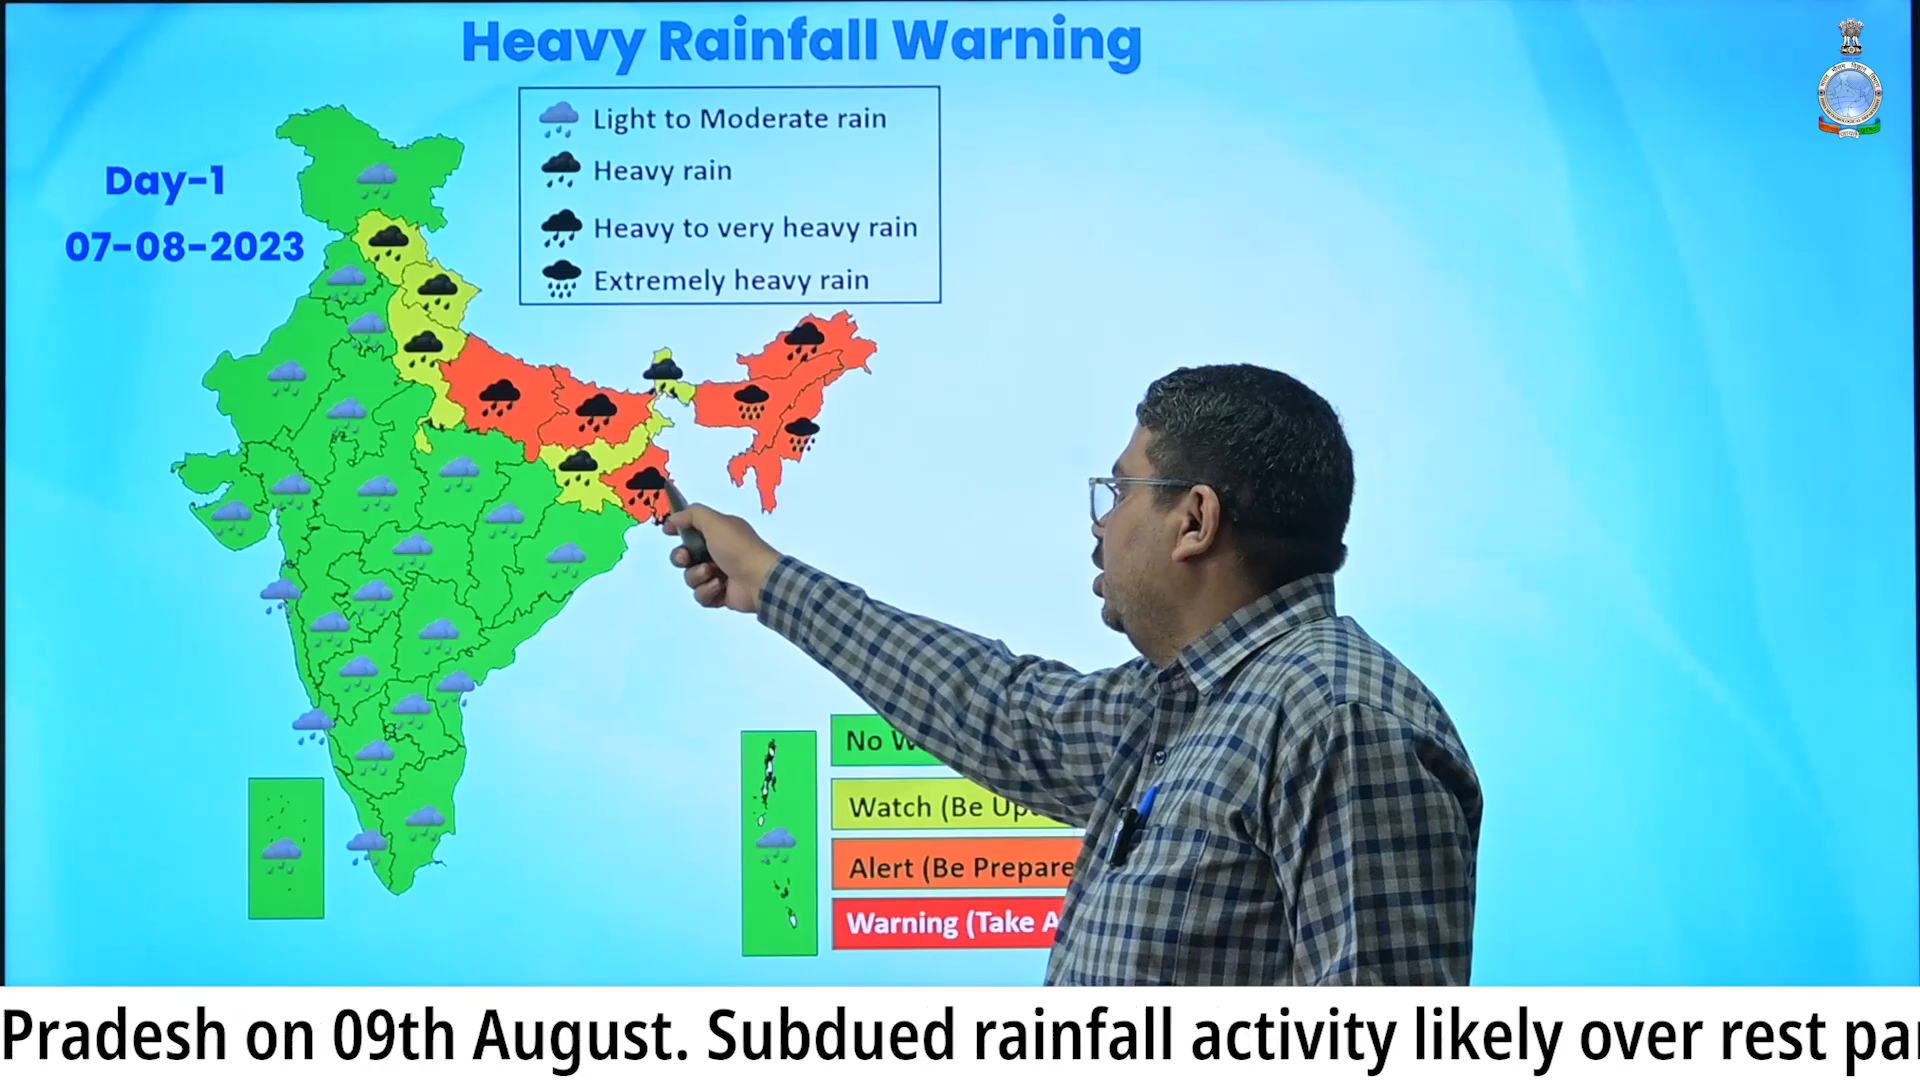 Heavy Rainfall Warning
Day-1
07-08-2023
Light to Moderate rain
Heavy rain
Heavy to very heavy rain
Extremely heavy rain
No W
Watch (Be Up
Alert (Be Prepare
Warning (Take A
Pradesh on 09th August. Subdued rainfall activity likely over rest pa